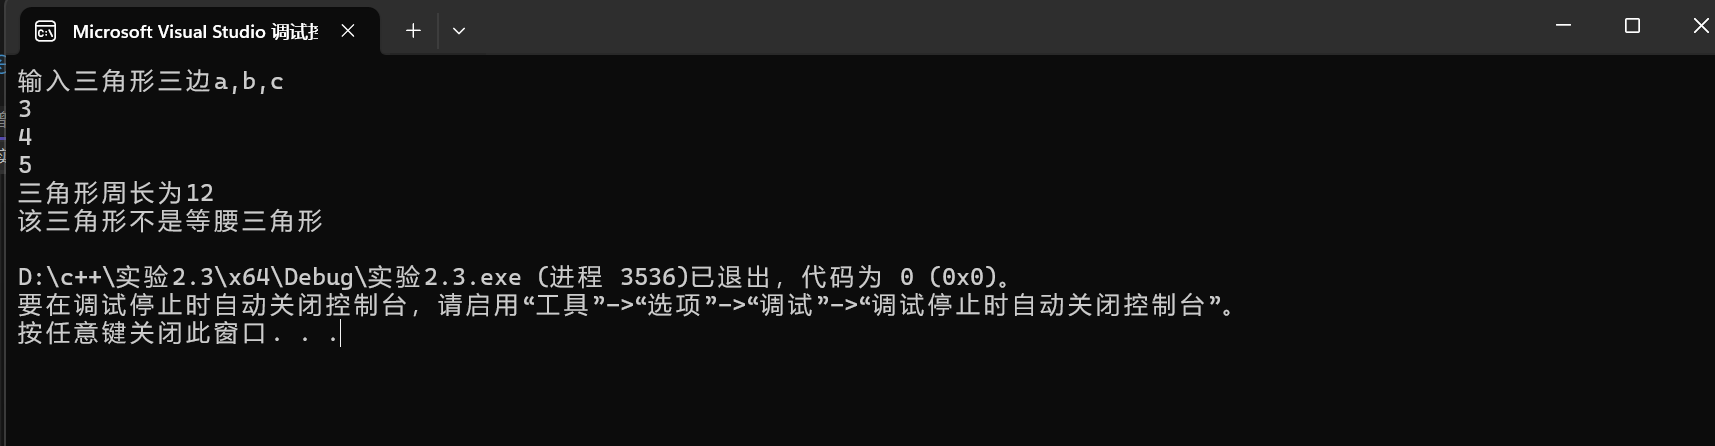 Microsoft Visual Studio 调试控
输入三角形三边a,b,c
3
4
5
三角形周长为12
该三角形不是等腰三角形
D:\c++\实验2.3\x64\Debug\实验2.3.exe (进程 3536)已退出，代码为 0 (0x0)。
要在调试停止时自动关闭控制台，请启用“工具”->“选项”->“调试”->“调试停止时自动关闭控制台”。
按任意键关闭此窗口. . .